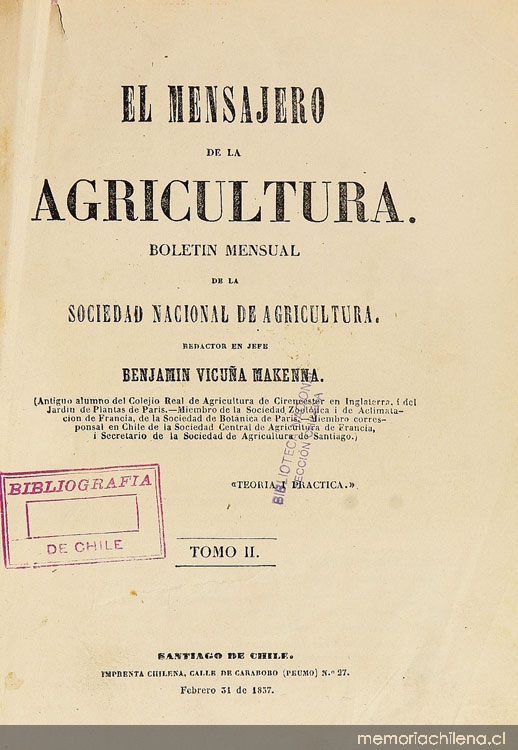 EL MENSAJERO
DE LA
AGRICULTURA.
BOLETIN MENSUAL
DE LA
SOCIEDAD NACIONAL DE AGRICULTURA.
REDACTOR EN JEFE
BENJAMIN VICUÑA MAKENNA.
(Antiguo alumno del Colejio Real de Agricultura de Cirencester en Inglaterra, i del
Jardin de Plantas de Paris.—Miembro de la Sociedad Zoolójica i de Aclimata-
cion de Francia, de la Sociedad de Botánica de Paris, Miembro corres-
ponsal en Chile de la Sociedad Central de Agricultura de Francia,
i Secretario de la Sociedad de Agricultura de Santiago.)
BIBLIOTECA NACIONAL
SECCIÓN CHILENA
«TEORIA I PRACTICA.»
BIBLIOGRAFIA
DE CHILE
TOMO II.
SANTIAGO DE CHILE.
IMPRENTA CHILENA, CALLE DE CARABOBO (PEUMO) N.º 27.
Febrero 31 de 1857.
memoriachilena.cl